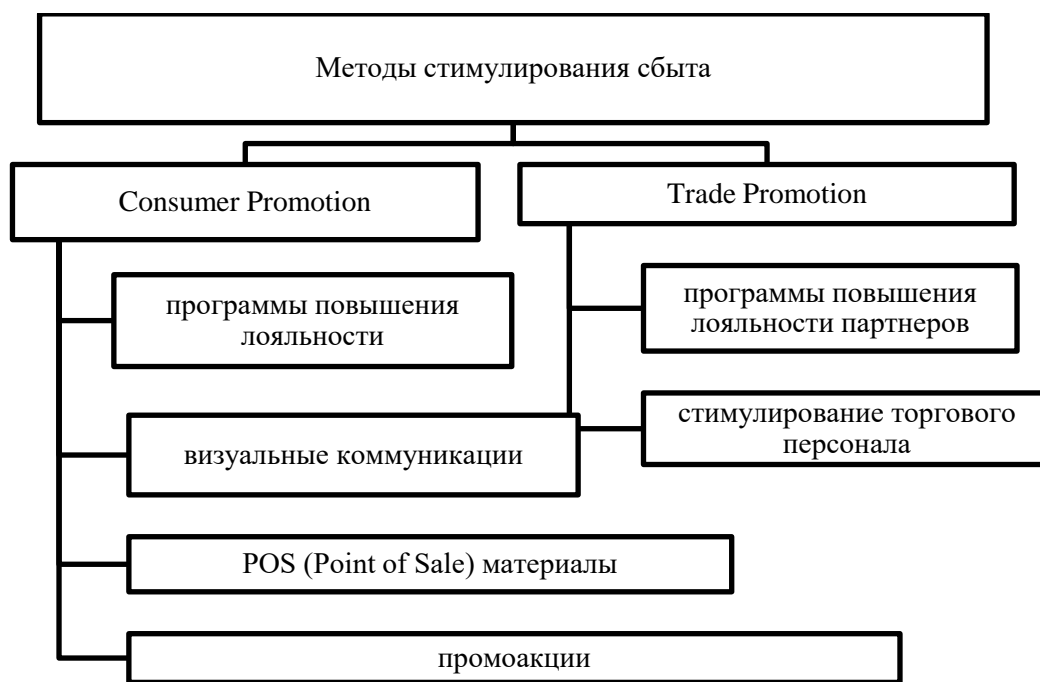 Методы стимулирования сбыта
Consumer Promotion
Trade Promotion
программы повышения
лояльности
визуальные коммуникации
POS (Point of Sale) материалы
промоакции
программы повышения
лояльности партнеров
стимулирование торгового
персонала